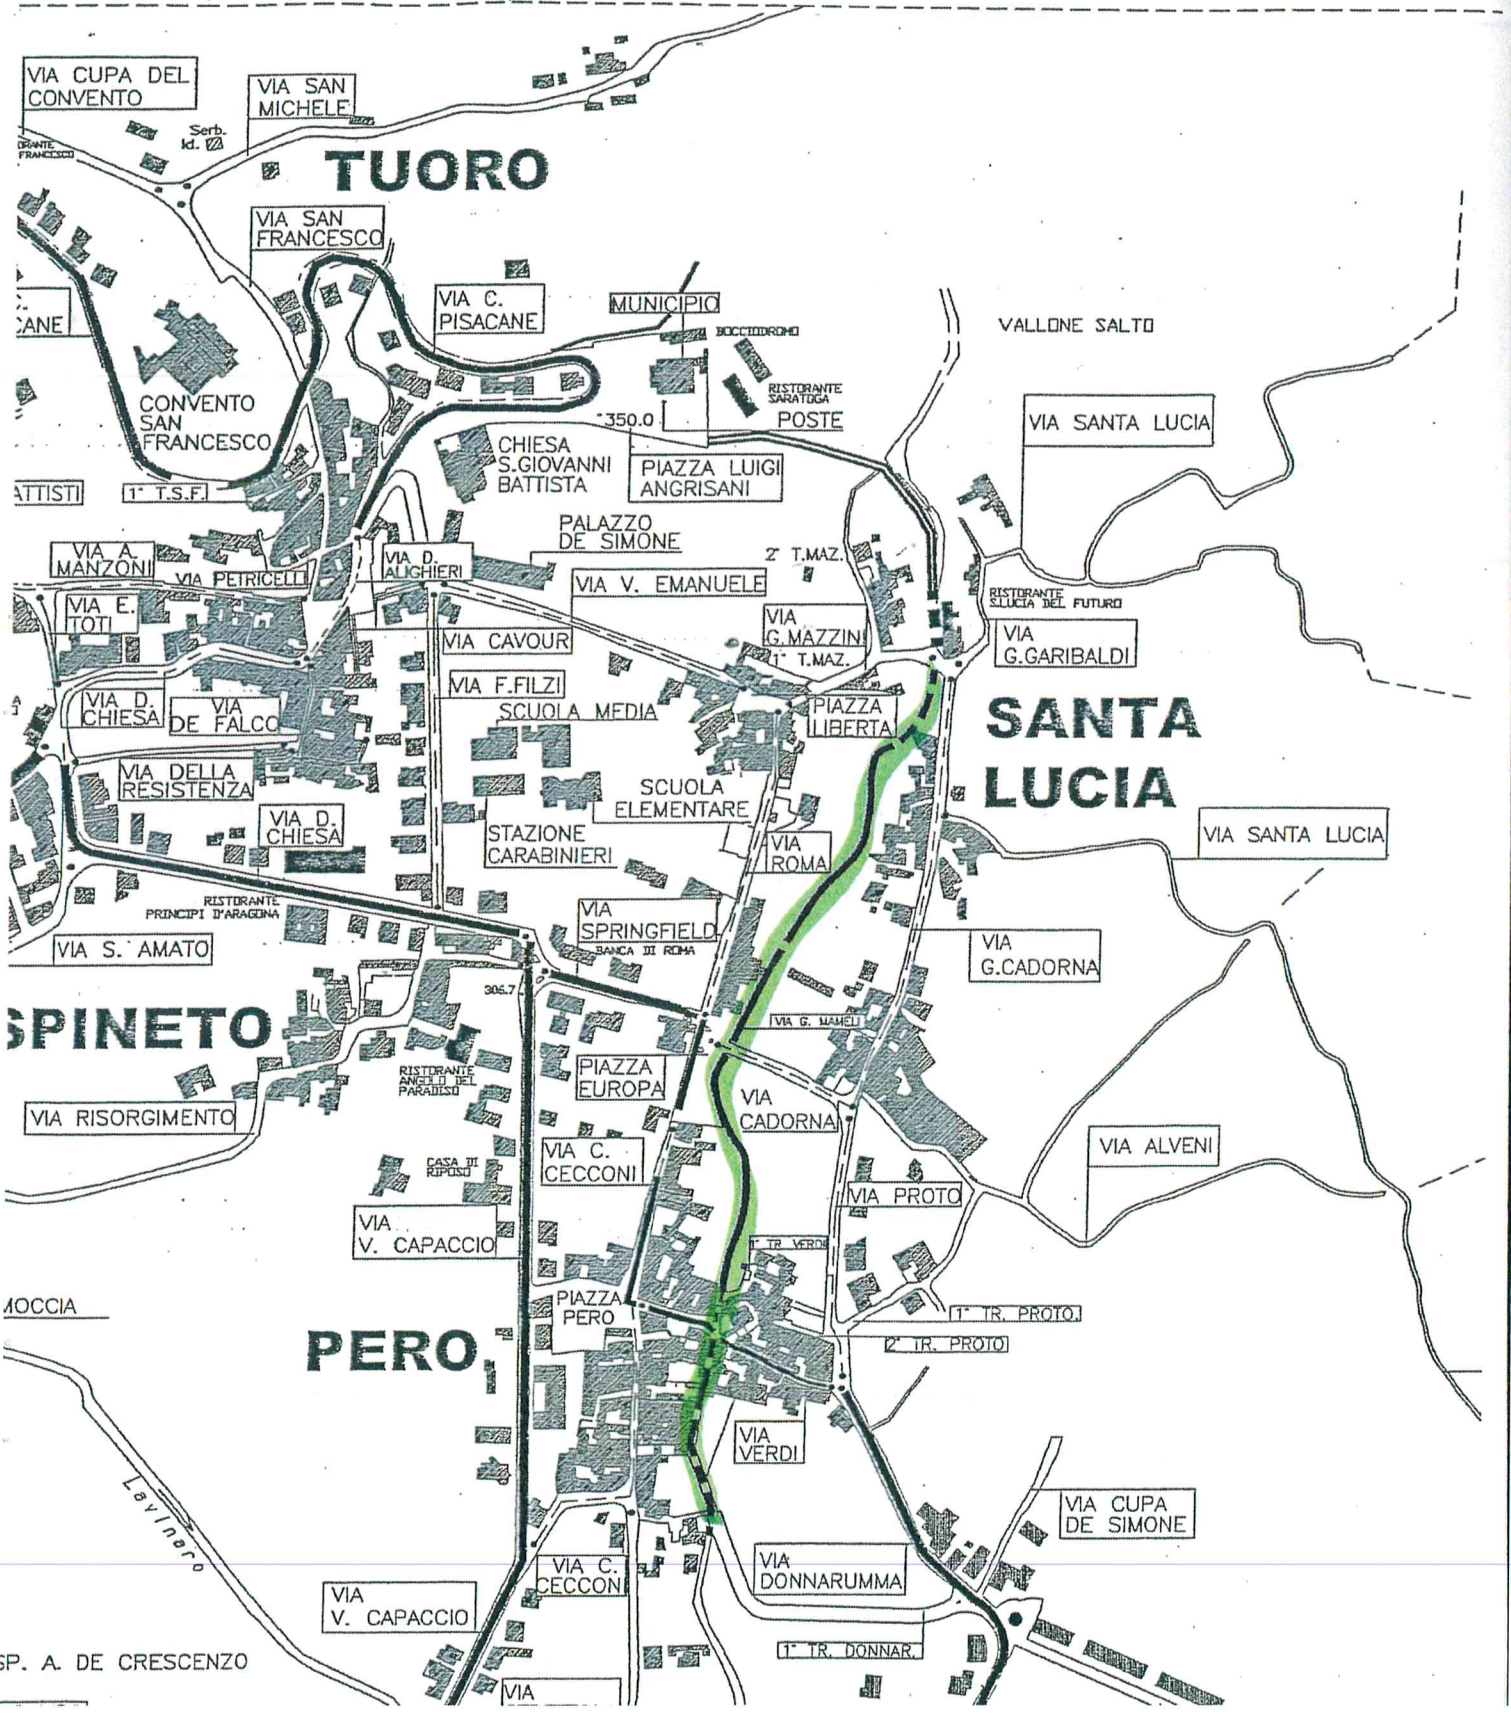 VIA CUPA DEL
CONVENTO
VIA SAN
MICHELE
Serb.
Id.
FRANCESCO
TUORO
VIA SAN
FRANCESCO
VIA C.
PISACANE
MUNICIPIO
BOCCIODROMO
VALLONE SALTO
CANE
RISTORANTE
SARATOGA
CONVENTO
SAN
FRANCESCO
350.0
POSTE
VIA SANTA LUCIA
CHIESA
S.GIOVANNI
BATTISTA
PIAZZA LUIGI
ANGRISANI
ATTISTI
1° T.S.F.
PALAZZO
DE SIMONE
VIA A.
MANZONI
VIA PETRICELLI
VIA D.
ALIGHIERI
2° T.MAZ.
VIA V. EMANUELE
RISTORANTE
S.LUCIA DEL FUTURO
VIA E.
TOTI
VIA CAVOUR
VIA
G.MAZZINI
1° T.MAZ.
VIA
G.GARIBALDI
VIA D.
CHIESA
VIA
DE FALCO
VIA F.FILZI
SCUOLA MEDIA
PIAZZA
LIBERTA
SANTA
LUCIA
VIA DELLA
RESISTENZA
SCUOLA
ELEMENTARE
VIA D.
CHIESA
STAZIONE
CARABINIERI
VIA
ROMA
VIA SANTA LUCIA
RISTORANTE
PRINCIPI D'ARAGONA
VIA S. AMATO
VIA
SPRINGFIELD
BANCA DI ROMA
VIA
G.CADORNA
306.7
SPINETO
VIA G. MAMELI
RISTORANTE
ANGOLO DEL
PARADISO
PIAZZA
EUROPA
VIA RISORGIMENTO
VIA
CADORNA
CASA DI
RIPOSO
VIA C.
CECCONI
VIA ALVENI
VIA PROTO
VIA
V. CAPACCIO
1° TR. VERDI
MOCCIA
PIAZZA
PERO
1° TR. PROTO.
PERO
2° TR. PROTO
VIA
VERDI
Lavinaro
VIA CUPA
DE SIMONE
VIA C.
CECCON
VIA
DONNARUMMA
VIA
V. CAPACCIO
1° TR. DONNAR.
SP. A. DE CRESCENZO
VIA